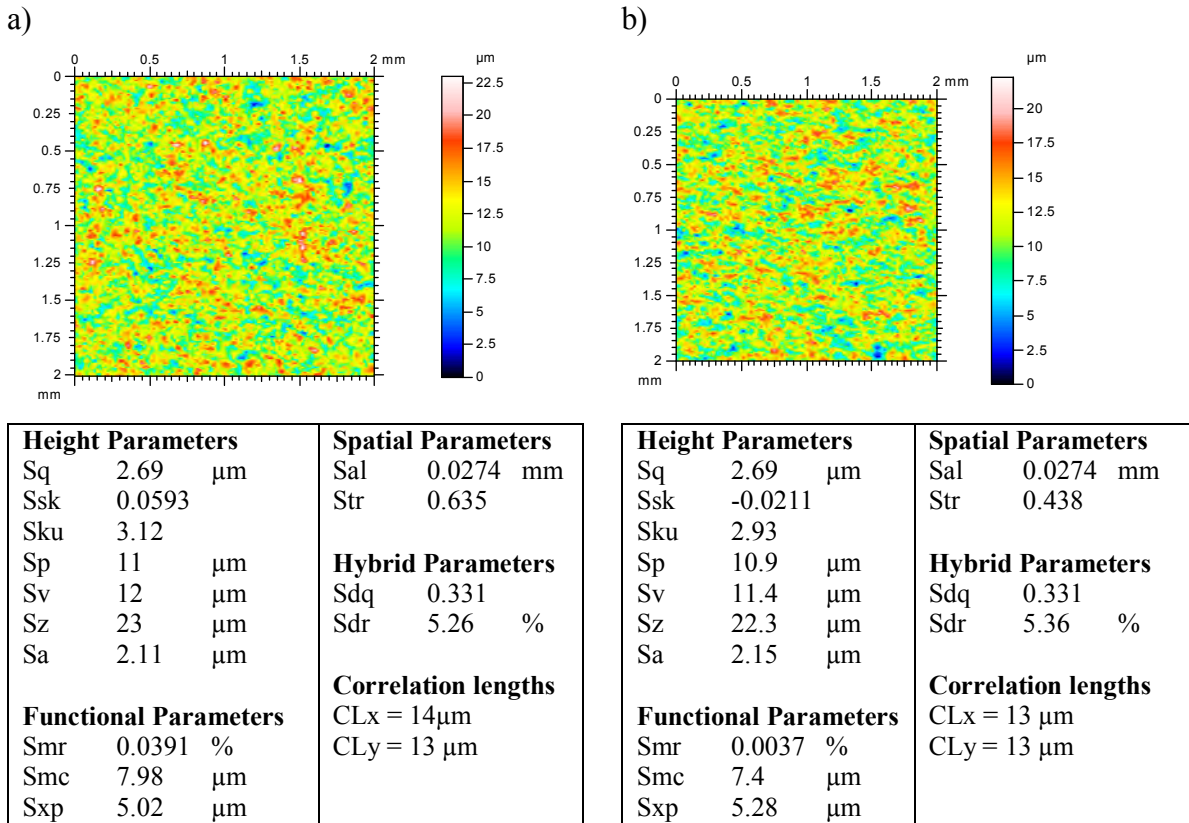 a)
0 0.5 1 1.5 2 mm
µm
0
0.25
0.5
0.75
1
1.25
1.5
1.75
2
mm
22.5
20
17.5
15
12.5
10
7.5
5
2.5
0
Height Parameters
Sq 2.69 µm
Ssk 0.0593
Sku 3.12
Sp 11 µm
Sv 12 µm
Sz 23 µm
Sa 2.11 µm
Functional Parameters
Smr 0.0391 %
Smc 7.98 µm
Sxp 5.02 µm
Spatial Parameters
Sal 0.0274 mm
Str 0.635
Hybrid Parameters
Sdq 0.331
Sdr 5.26 %
Correlation lengths
CLx = 14µm
CLy = 13 µm
b)
0 0.5 1 1.5 2 mm
µm
0
0.25
0.5
0.75
1
1.25
1.5
1.75
2
mm
20
17.5
15
12.5
10
7.5
5
2.5
0
Height Parameters
Sq 2.69 µm
Ssk -0.0211
Sku 2.93
Sp 10.9 µm
Sv 11.4 µm
Sz 22.3 µm
Sa 2.15 µm
Functional Parameters
Smr 0.0037 %
Smc 7.4 µm
Sxp 5.28 µm
Spatial Parameters
Sal 0.0274 mm
Str 0.438
Hybrid Parameters
Sdq 0.331
Sdr 5.36 %
Correlation lengths
CLx = 13 µm
CLy = 13 µm